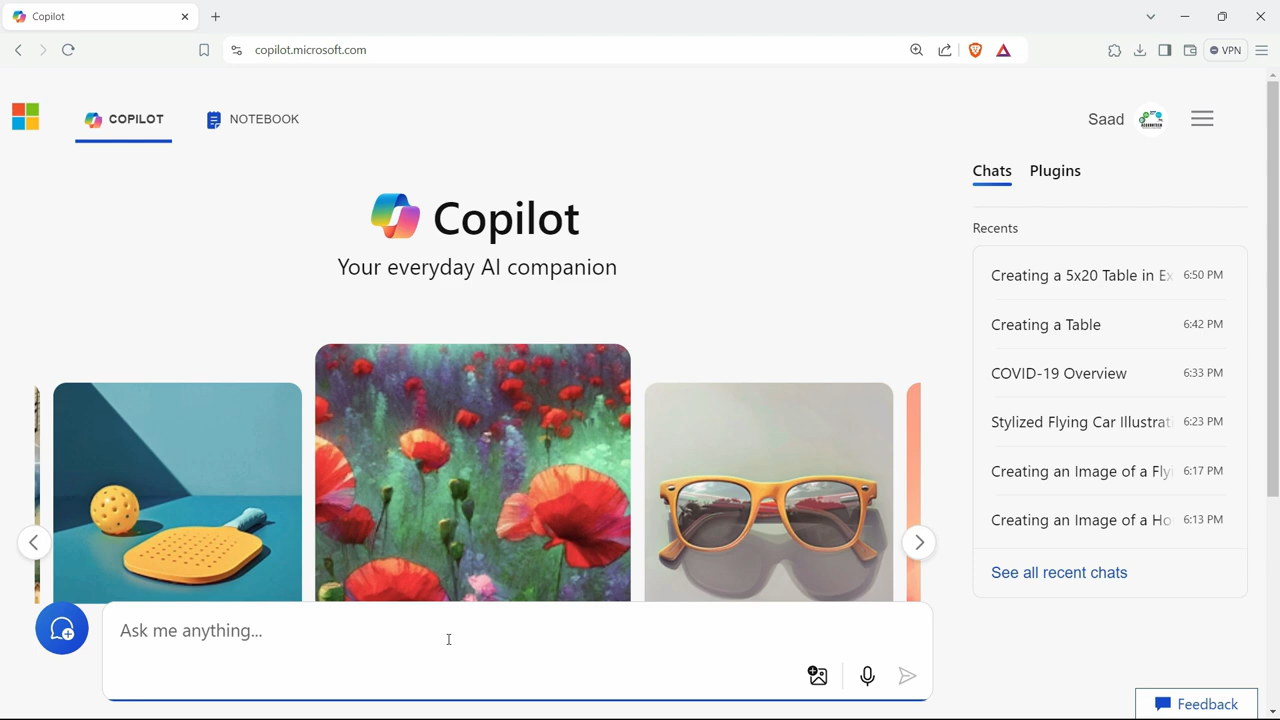 Copilot
copilot.microsoft.com
VPN
COPILOT
NOTEBOOK
Saad
Chats Plugins
Copilot
Your everyday AI companion
Recents
Creating a 5x20 Table in Ex 6:50 PM
Creating a Table 6:42 PM
COVID-19 Overview 6:33 PM
Stylized Flying Car Illustrati 6:23 PM
Creating an Image of a Fly 6:17 PM
Creating an Image of a Ho 6:13 PM
See all recent chats
Ask me anything...
Feedback